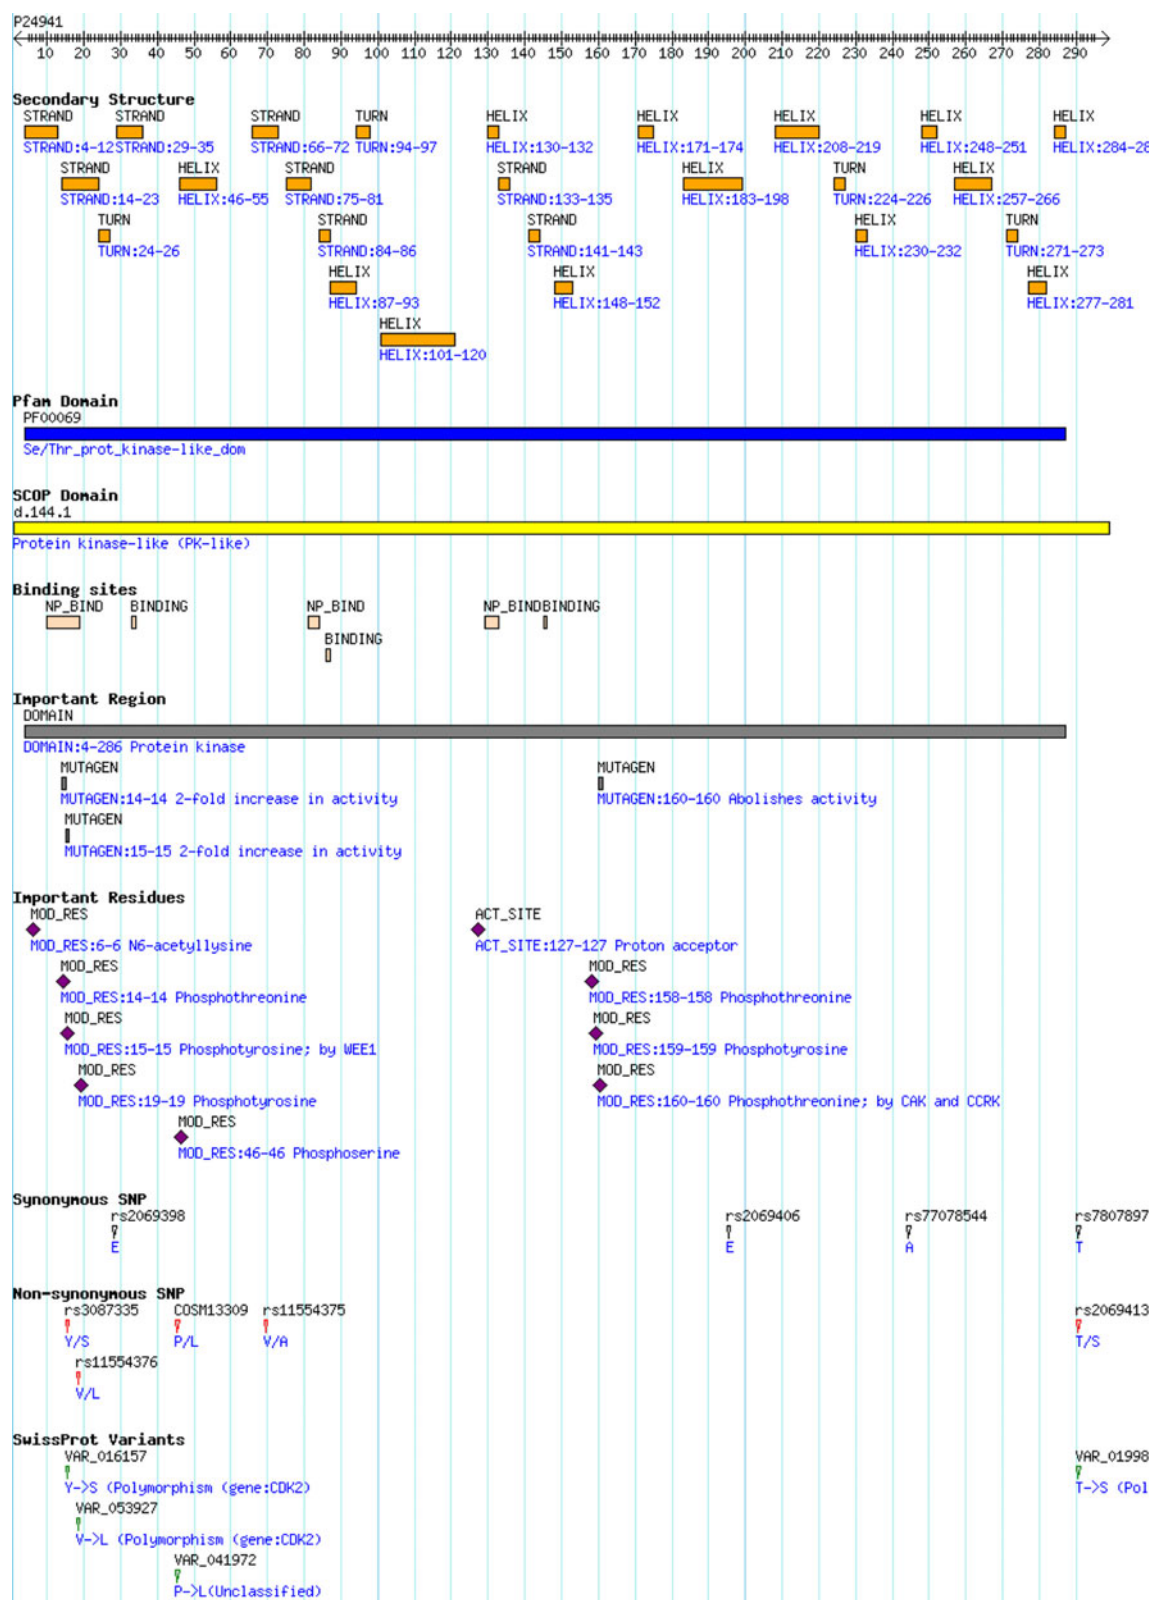 P24941
10 20 30 40 50 60 70 80 90 100 110 120 130 140 150 160 170 180 190 200 210 220 230 240 250 260 270 280 290
Secondary Structure
STRAND STRAND STRAND TURN HELIX HELIX HELIX HELIX HELIX
STRAND:4-12 STRAND:29-35 STRAND:66-72 TURN:94-97 HELIX:130-132 HELIX:171-174 HELIX:208-219 HELIX:248-251 HELIX:284-28
STRAND HELIX STRAND STRAND HELIX TURN HELIX
STRAND:14-23 HELIX:46-55 STRAND:75-81 STRAND:133-135 HELIX:183-198 TURN:224-226 HELIX:257-266
TURN STRAND STRAND HELIX TURN
TURN:24-26 STRAND:84-86 STRAND:141-143 HELIX:230-232 TURN:271-273
HELIX HELIX HELIX
HELIX:87-93 HELIX:148-152 HELIX:277-281
HELIX
HELIX:101-120
Pfam Domain
PF00069
Se/Thr_prot_kinase-like_dom
SCOP Domain
d.144.1
Protein kinase-like (PK-like)
Binding sites
NP_BIND BINDING NP_BIND NP_BIND BINDING
BINDING
Important Region
DOMAIN
DOMAIN:4-286 Protein kinase
MUTAGEN MUTAGEN
MUTAGEN:14-14 2-fold increase in activity MUTAGEN:160-160 Abolishes activity
MUTAGEN
MUTAGEN:15-15 2-fold increase in activity
Important Residues
MOD_RES ACT_SITE
MOD_RES:6-6 N6-acetyllysine ACT_SITE:127-127 Proton acceptor
MOD_RES MOD_RES
MOD_RES:14-14 Phosphothreonine MOD_RES:158-158 Phosphothreonine
MOD_RES MOD_RES
MOD_RES:15-15 Phosphotyrosine; by WEE1 MOD_RES:159-159 Phosphotyrosine
MOD_RES MOD_RES
MOD_RES:19-19 Phosphotyrosine MOD_RES:160-160 Phosphothreonine; by CAK and CCRK
MOD_RES
MOD_RES:46-46 Phosphoserine
Synonymous SNP
rs2069398 rs2069406 rs77078544 rs7807897
E E A T
Non-synonymous SNP
rs3087335 COSM13309 rs11554375 rs2069413
Y/S P/L V/A T/S
rs11554376
V/L
SwissProt Variants
VAR_016157 VAR_01998
Y->S (Polymorphism (gene:CDK2) T->S (Pol
VAR_053927
V->L (Polymorphism (gene:CDK2)
VAR_041972
P->L(Unclassified)